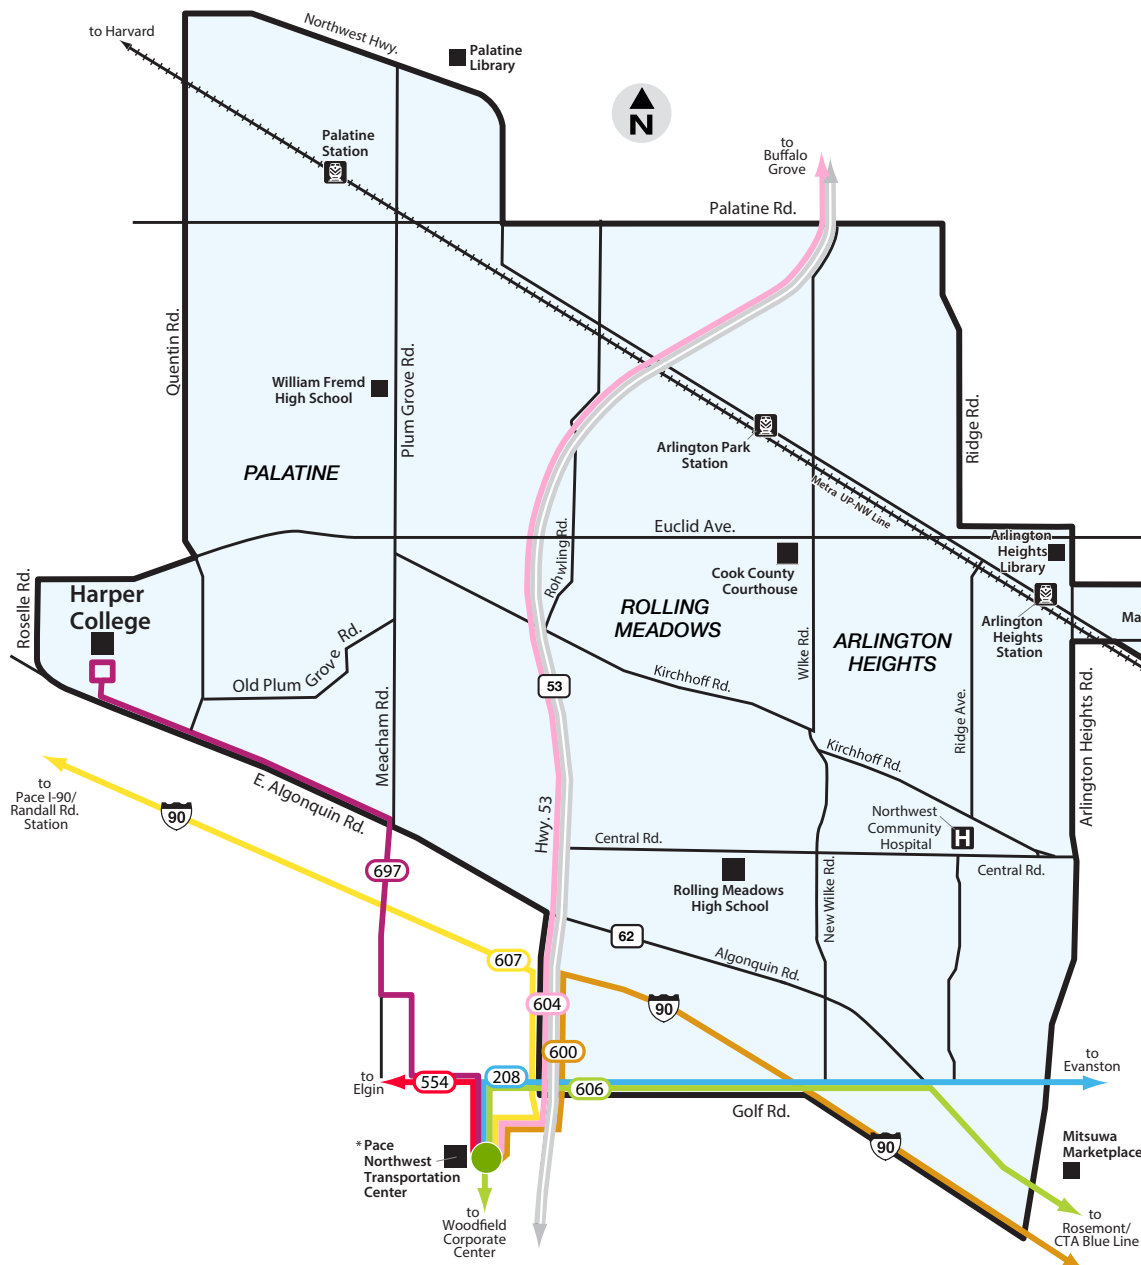 to Harvard
Northwest Hwy.
Palatine
Library
Palatine
Station
N
to
Buffalo
Grove
Palatine Rd.
Quentin Rd.
William Fremd
High School
Plum Grove Rd.
PALATINE
Arlington Park
Station
Ridge Rd.
Metra UP-NW Line
Euclid Ave.
Rohwling Rd.
Cook County
Courthouse
Arlington
Heights
Library
Roselle Rd.
Harper
College
ROLLING
MEADOWS
Wlke Rd.
ARLINGTON
HEIGHTS
Arlington
Heights
Station
Ma
Old Plum Grove Rd.
53
Kirchhoff Rd.
Ridge Ave.
Arlington Heights Rd.
Meacham Rd.
Kirchhoff Rd.
to
Pace I-90/
Randall Rd.
Station
90
E. Algonquin Rd.
Hwy. 53
Northwest
Community
Hospital
H
Central Rd.
Central Rd.
697
Rolling Meadows
High School
New Wilke Rd.
62
Algonquin Rd.
607
604
90
600
to
Elgin
554
208
606
to
Evanston
Golf Rd.
90
*Pace
Northwest
Transportation
Center
Mitsuwa
Marketplace
to
Woodfield
Corporate
Center
to
Rosemont/
CTA Blue Line